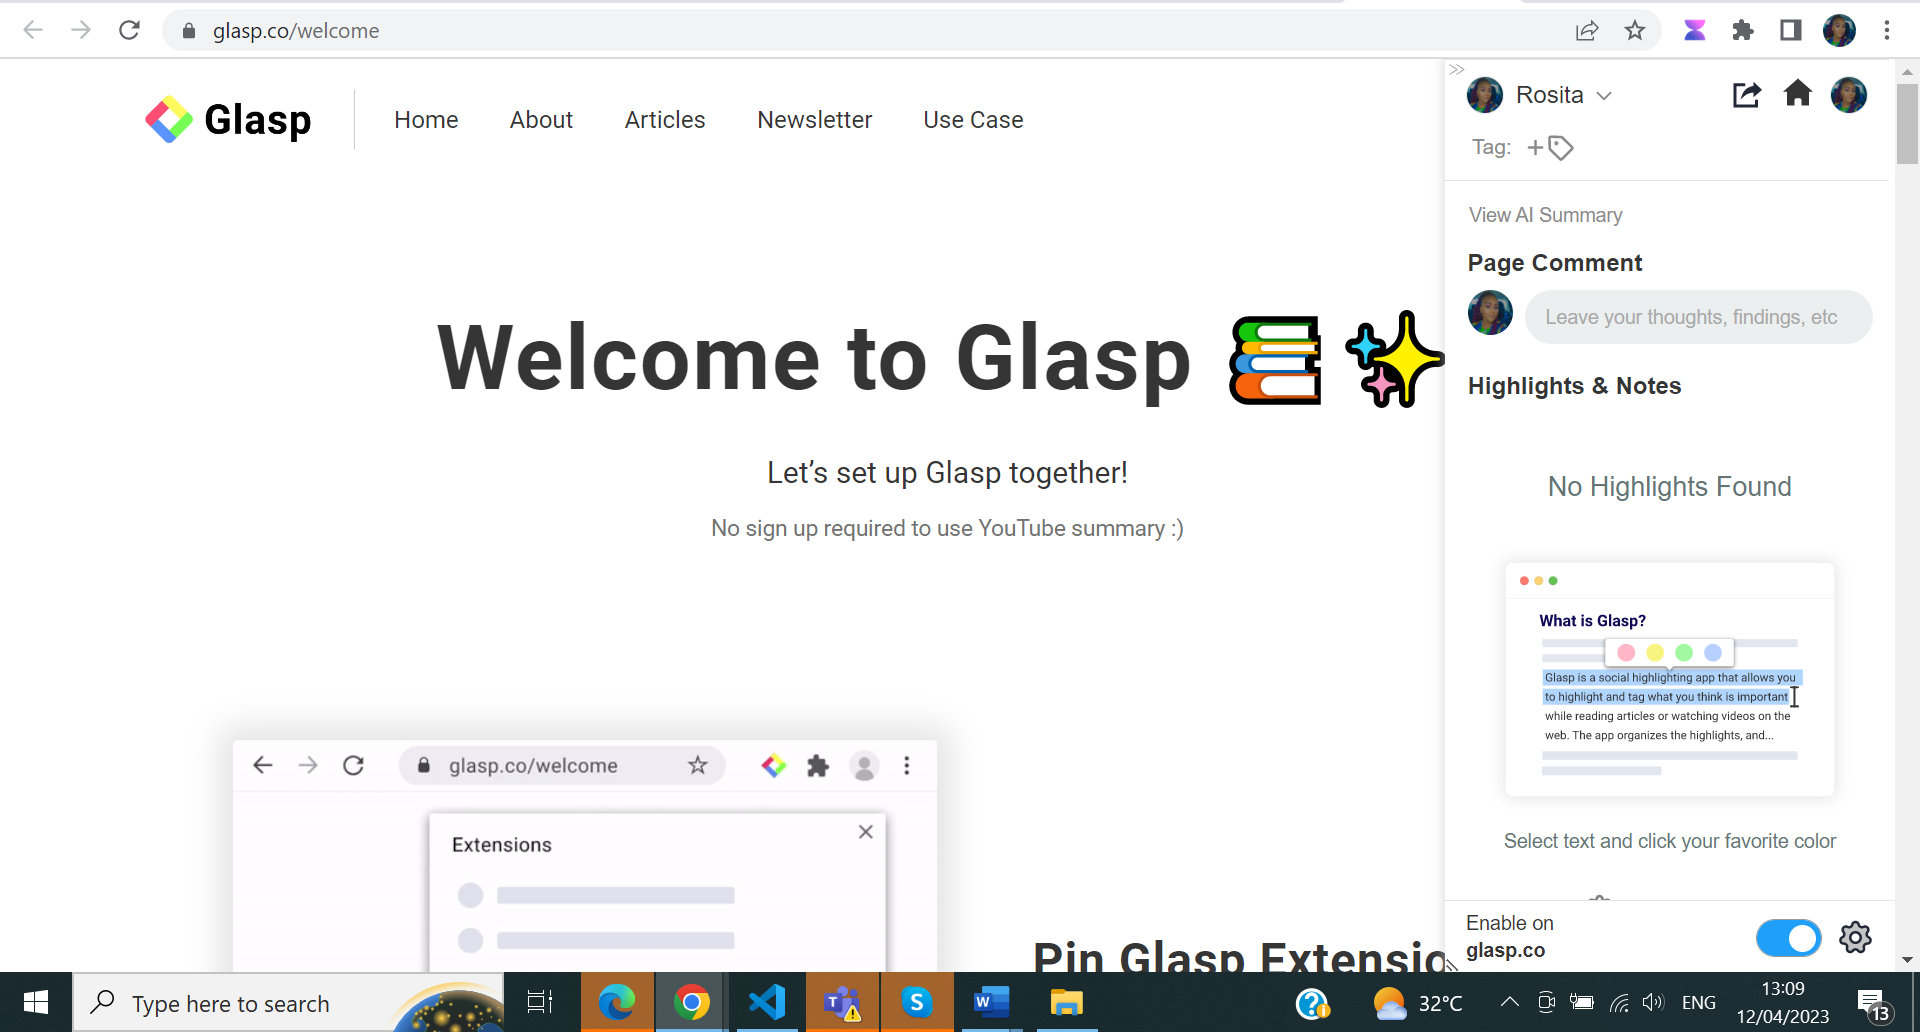 glasp.co/welcome
Glasp
Home About Articles Newsletter Use Case
Welcome to Glasp
Let's set up Glasp together!
No sign up required to use YouTube summary :)
glasp.co/welcome
Extensions
Pin Glasp Extensio
Rosita
Tag: +
View AI Summary
Page Comment
Leave your thoughts, findings, etc
Highlights & Notes
No Highlights Found
What is Glasp?
Glasp is a social highlighting app that allows you
to highlight and tag what you think is important
while reading articles or watching videos on the
web. The app organizes the highlights, and...
Select text and click your favorite color
Enable on
glasp.co
Type here to search
32°C
ENG
13:09
12/04/2023
13